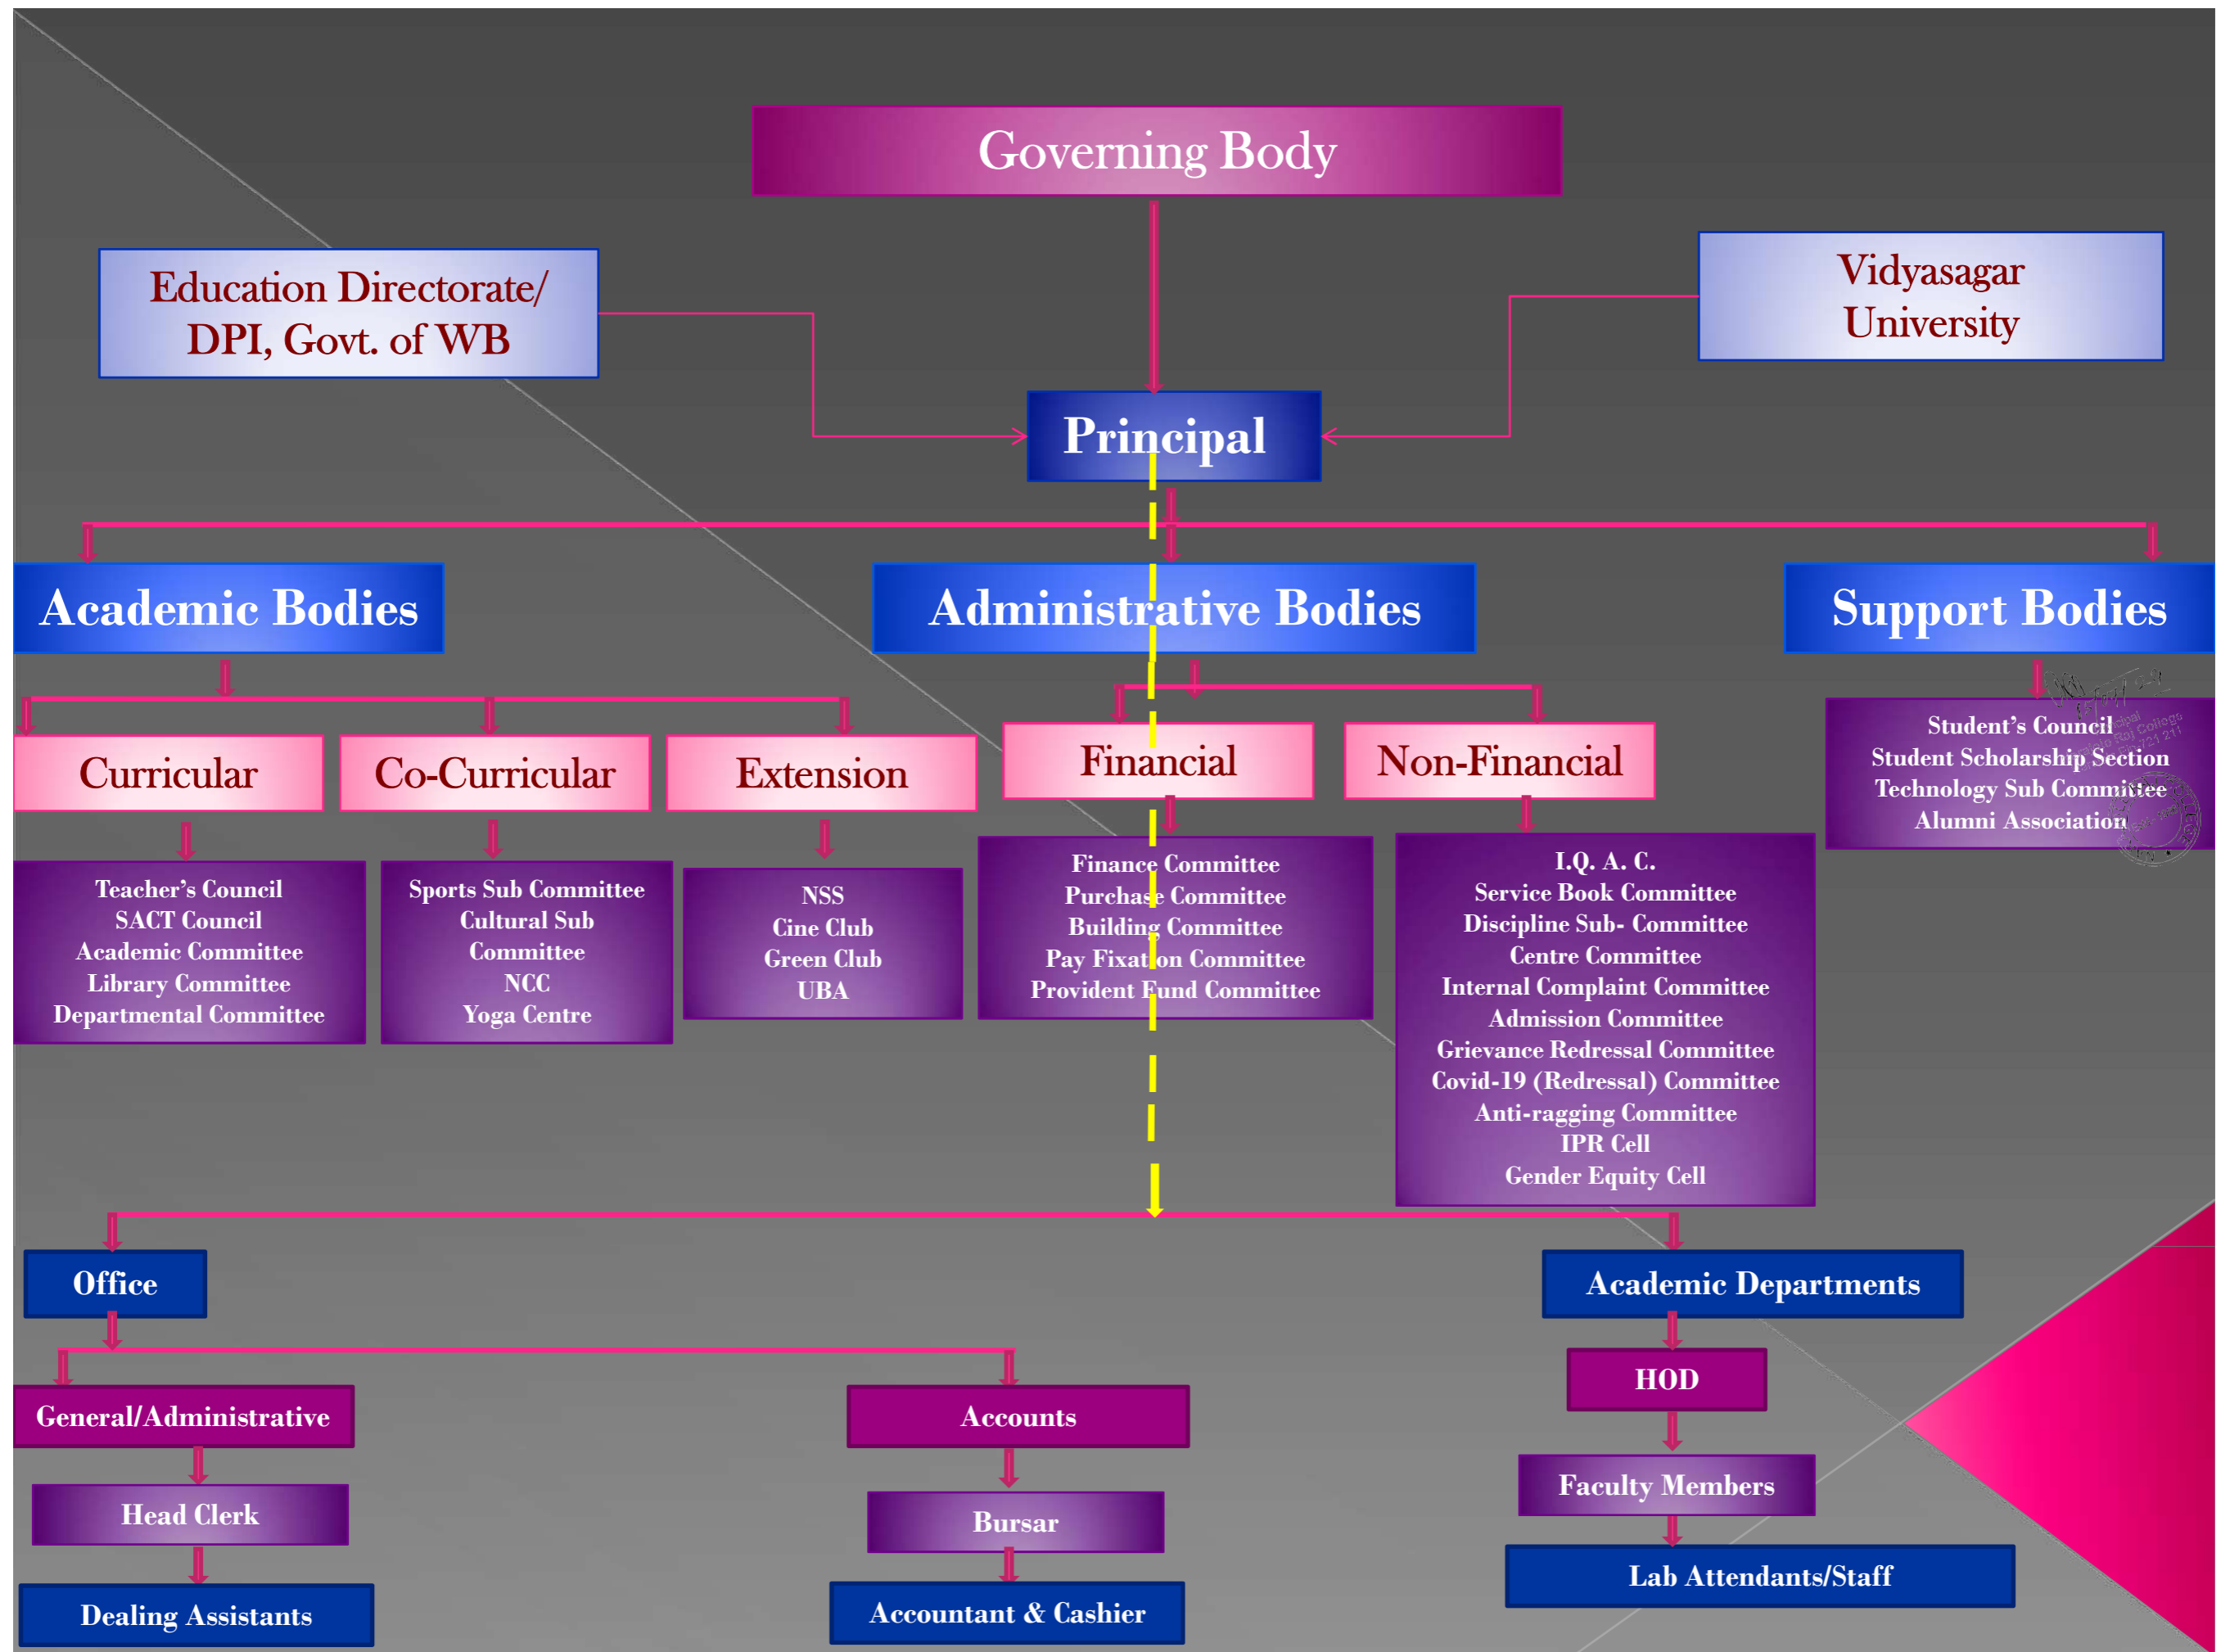 Governing Body
Education Directorate/
DPI, Govt. of WB
Vidyasagar
University
Principal
Academic Bodies
Administrative Bodies
Support Bodies
Curricular
Co-Curricular
Extension
Financial
Non-Financial
Student's Council
Student Scholarship Section
Technology Sub Committee
Alumni Association
Teacher's Council
SACT Council
Academic Committee
Library Committee
Departmental Committee
Sports Sub Committee
Cultural Sub
Committee
NCC
Yoga Centre
NSS
Cine Club
Green Club
UBA
Finance Committee
Purchase Committee
Building Committee
Pay Fixation Committee
Provident Fund Committee
I.Q. A. C.
Service Book Committee
Discipline Sub- Committee
Centre Committee
Internal Complaint Committee
Admission Committee
Grievance Redressal Committee
Covid-19 (Redressal) Committee
Anti-ragging Committee
IPR Cell
Gender Equity Cell
Office
Academic Departments
General/Administrative
Accounts
HOD
Head Clerk
Bursar
Faculty Members
Dealing Assistants
Accountant & Cashier
Lab Attendants/Staff